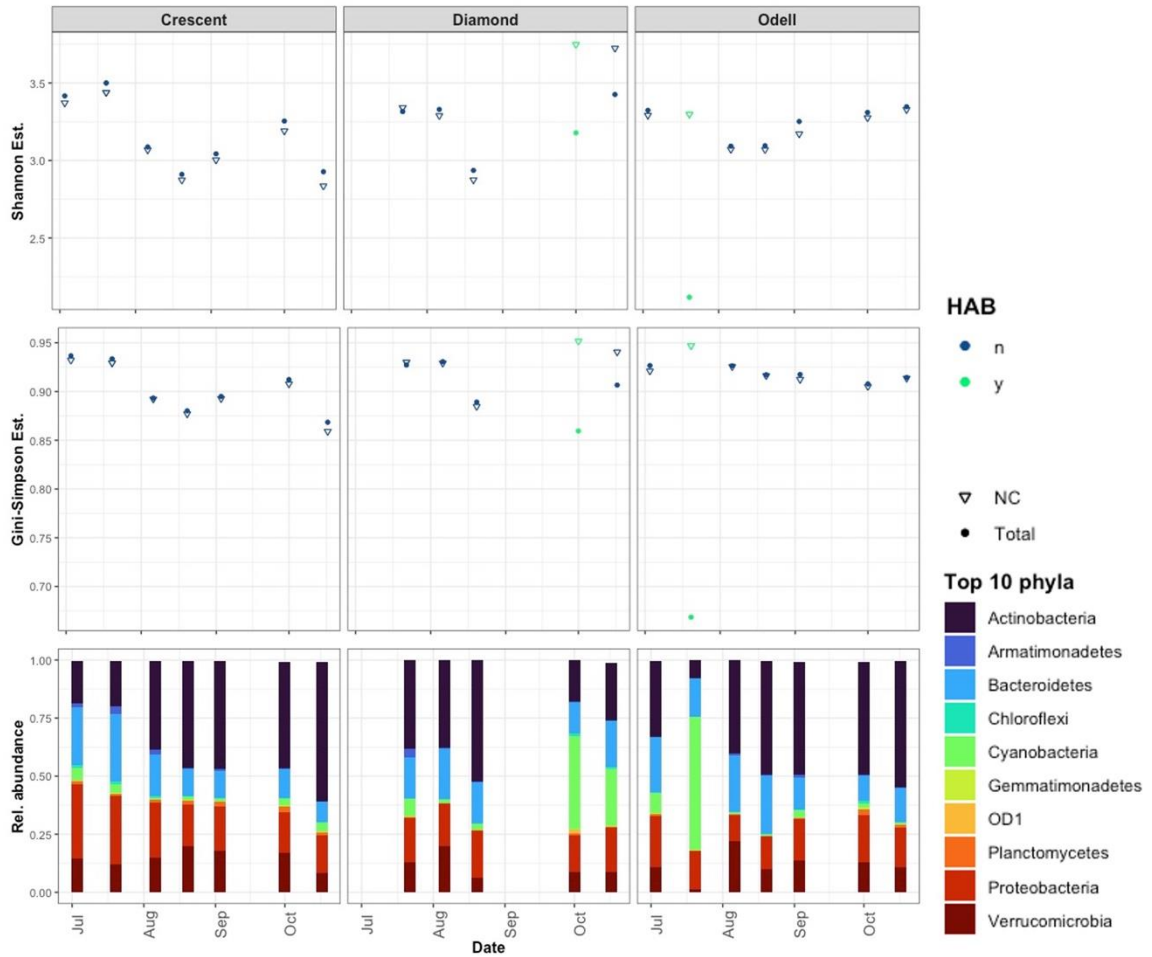 Crescent
Diamond
Odell
Shannon Est.
3.5
3.0
2.5
Gini-Simpson Est.
0.95
0.90
0.85
0.80
0.75
0.70
Rel. abundance
1.00
0.75
0.50
0.25
0.00
Jul
Aug
Sep
Oct
Jul
Aug
Sep
Oct
Jul
Aug
Sep
Oct
Date
HAB
n
y
NC
Total
Top 10 phyla
Actinobacteria
Armatimonadetes
Bacteroidetes
Chloroflexi
Cyanobacteria
Gemmatimonadetes
OD1
Planctomycetes
Proteobacteria
Verrucomicrobia